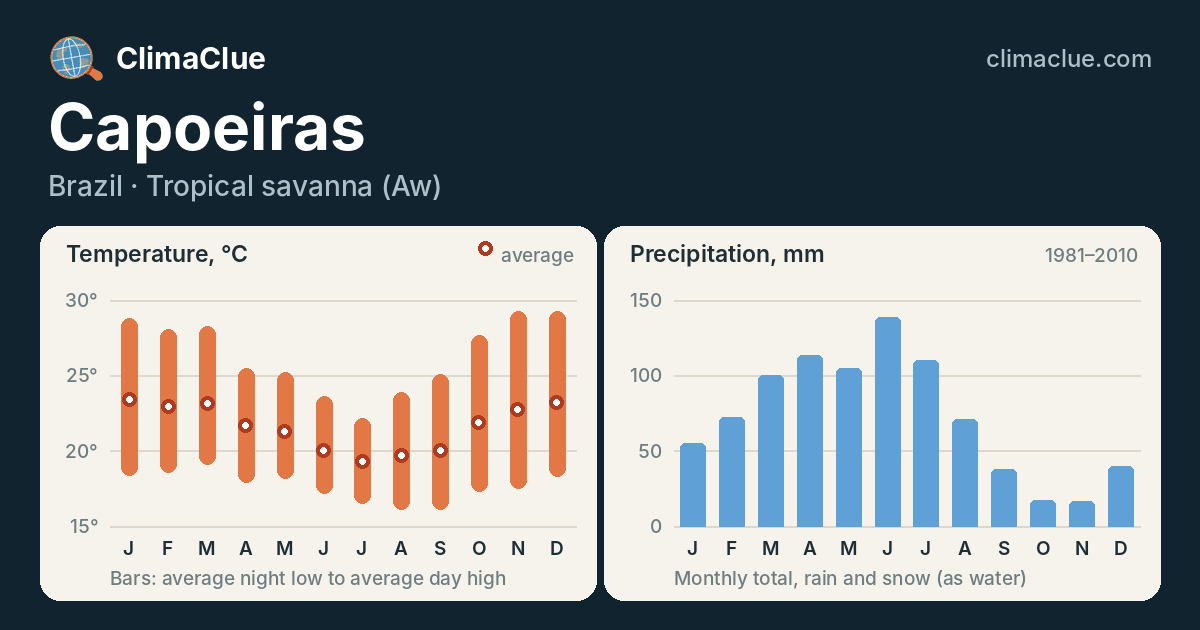 ClimaClue
climaclue.com
Capoeiras
Brazil · Tropical savanna (Aw)
Temperature, °C
average
30°
25°
20°
15°
J F M A M J J A S O N D
Bars: average night low to average day high
Precipitation, mm
1981–2010
150
100
50
0
J F M A M J J A S O N D
Monthly total, rain and snow (as water)